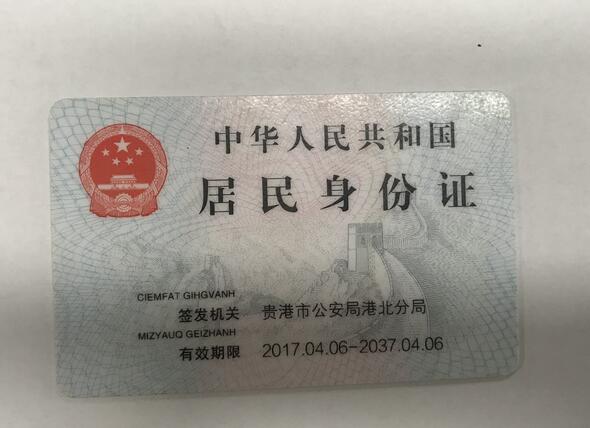 中华人民共和国
居民身份证
CIEMFAT GIHGVANH
签发机关 贵港市公安局港北分局
MIZYAUQ GEIZHANH
有效期限 2017.04.06-2037.04.06